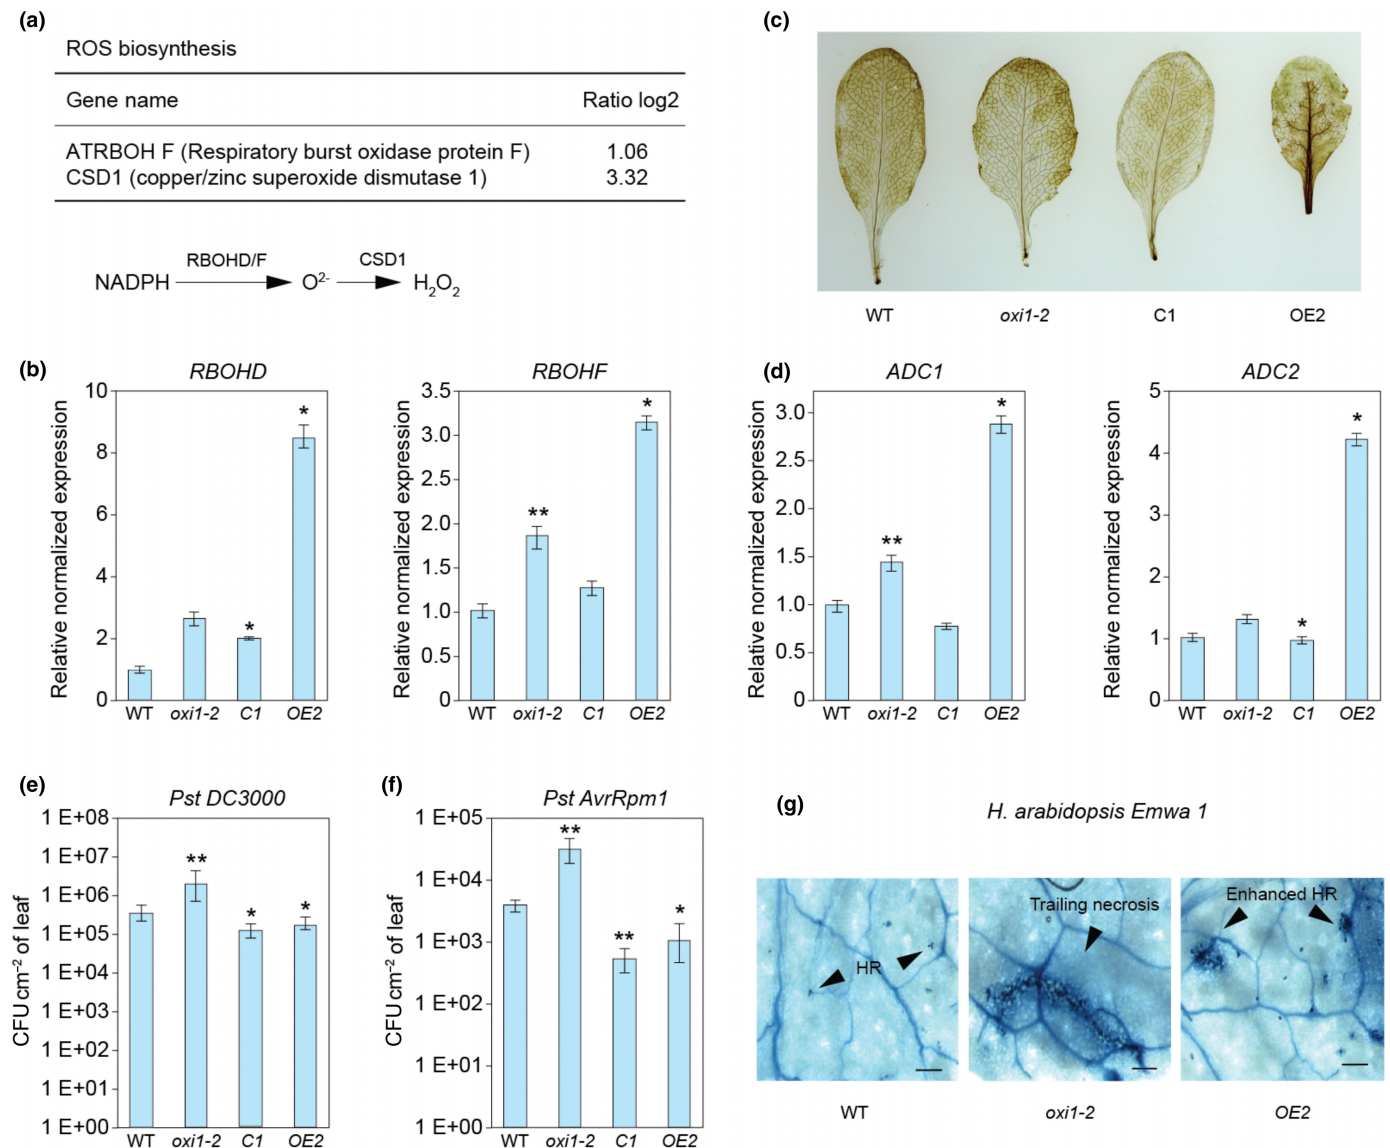 (a)
ROS biosynthesis
Gene name Ratio log2
ATRBOH F (Respiratory burst oxidase protein F) 1.06
CSD1 (copper/zinc superoxide dismutase 1) 3.32
NADPH RBOHD/F O2- CSD1 H2O2
(c)
WT oxi1-2 C1 OE2
(b)
RBOHD
Relative normalized expression
10
8
6
4
2
0
*
*
WT oxi1-2 C1 OE2
RBOHF
Relative normalized expression
3.5
3.0
2.5
2.0
1.5
1.0
0.5
0
**
*
WT oxi1-2 C1 OE2
(d)
ADC1
Relative normalized expression
3.0
2.5
2.0
1.5
1.0
0.5
0
**
*
WT oxi1-2 C1 OE2
ADC2
Relative normalized expression
5
4
3
2
1
0
*
*
WT oxi1-2 C1 OE2
(e)
Pst DC3000
CFU cm–2 of leaf
1 E+08
1 E+07
1 E+06
1 E+05
1 E+04
1 E+03
1 E+02
1 E+01
1 E+00
**
*
*
WT oxi1-2 C1 OE2
(f)
Pst AvrRpm1
CFU cm–2 of leaf
1 E+05
1 E+04
1 E+03
1 E+02
1 E+01
1 E+00
**
**
*
WT oxi1-2 C1 OE2
(g)
H. arabidopsis Emwa 1
HR
Trailing necrosis
Enhanced HR
WT oxi1-2 OE2